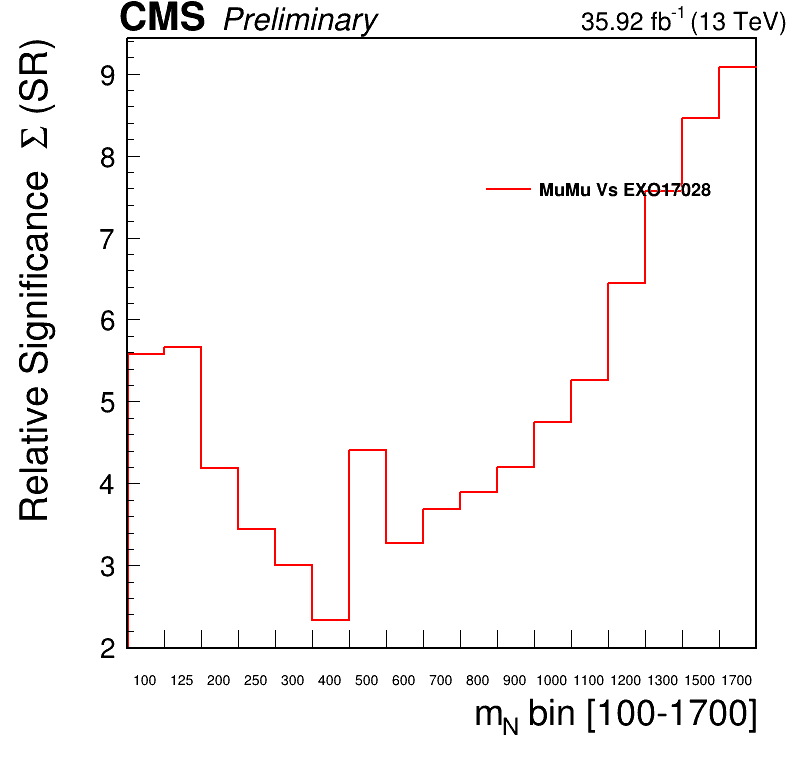 CMS Preliminary 35.92 fb⁻¹ (13 TeV)
Relative Significance Σ (SR)
9
8
MuMu Vs EXO17028
7
6
5
4
3
2
100 125 200 250 300 400 500 600 700 800 900 1000 1100 1200 1300 1500 1700
m_N bin [100-1700]